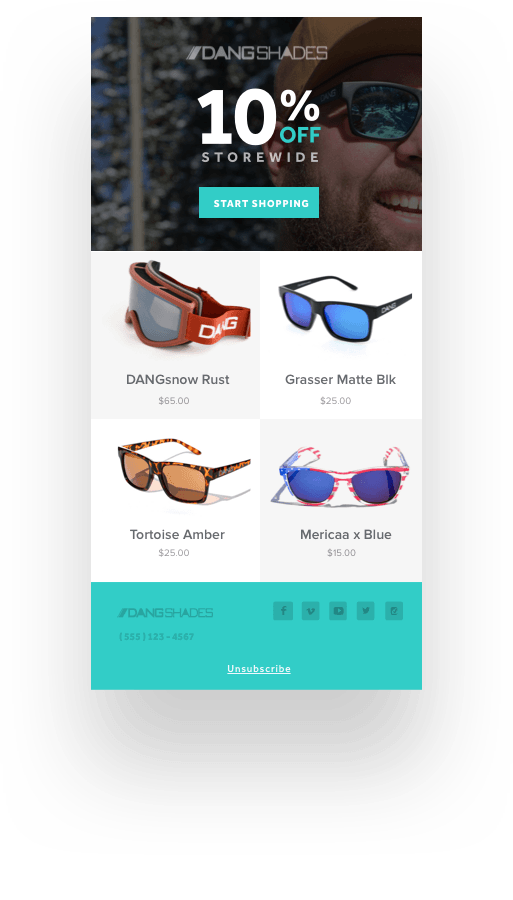 DANGSHADES
10%
OFF
STOREWIDE
START SHOPPING
DANG
DANG
DANGsnow Rust
$65.00
Grasser Matte Blk
$25.00
Tortoise Amber
$25.00
Mericaa x Blue
$15.00
DANGSHADES
(555) 123 - 4567
Unsubscribe